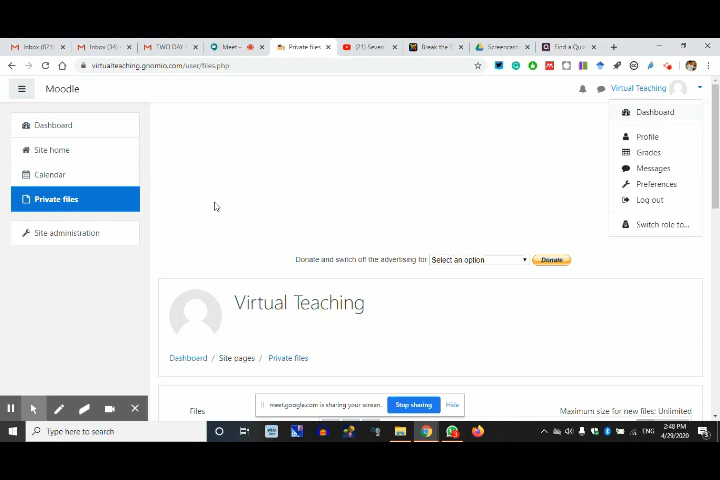 Inbox (821)
Inbox (34) -
TWO DAY
Meet –
Private files
(21) Seven
Break the
Screencast
Find a Quiz
virtualteaching.gnomio.com/user/files.php
Moodle
Virtual Teaching
Dashboard
Site home
Calendar
Private files
Site administration
Dashboard
Profile
Grades
Messages
Preferences
Log out
Switch role to...
Donate and switch off the advertising for
Select an option
Donate
Virtual Teaching
Dashboard / Site pages / Private files
Files
Maximum size for new files: Unlimited
meet.google.com is sharing your screen.
Stop sharing
Hide
Type here to search
ENG
2:48 PM
4/29/2020